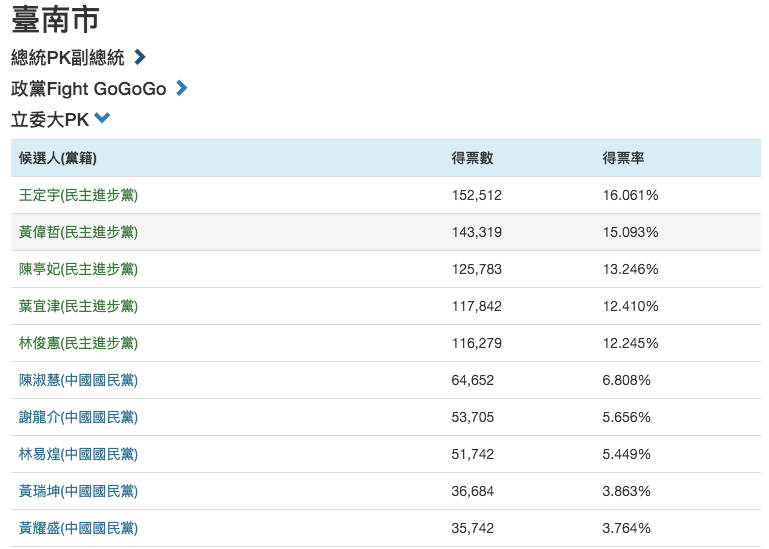 臺南市
總統PK副總統
政黨Fight GoGoGo
立委大PK
候選人(黨籍) 得票數 得票率
王定宇(民主進步黨) 152,512 16.061%
黃偉哲(民主進步黨) 143,319 15.093%
陳亭妃(民主進步黨) 125,783 13.246%
葉宜津(民主進步黨) 117,842 12.410%
林俊憲(民主進步黨) 116,279 12.245%
陳淑慧(中國國民黨) 64,652 6.808%
謝龍介(中國國民黨) 53,705 5.656%
林易煌(中國國民黨) 51,742 5.449%
黃瑞坤(中國國民黨) 36,684 3.863%
黃耀盛(中國國民黨) 35,742 3.764%